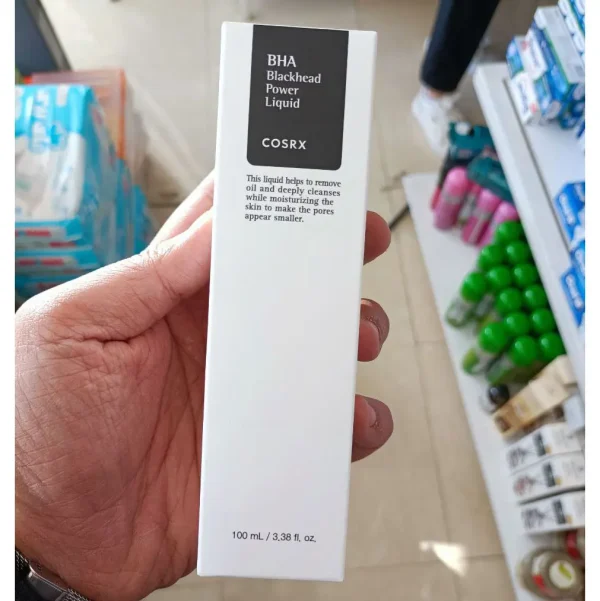 BHA
Blackhead
Power
Liquid
COSRX
This liquid helps to remove
oil and deeply cleanses
while moisturizing the
skin to make the pores
appear smaller.
100 mL / 3,38 fl, oz,